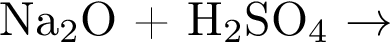 Na₂O + H₂SO₄ →